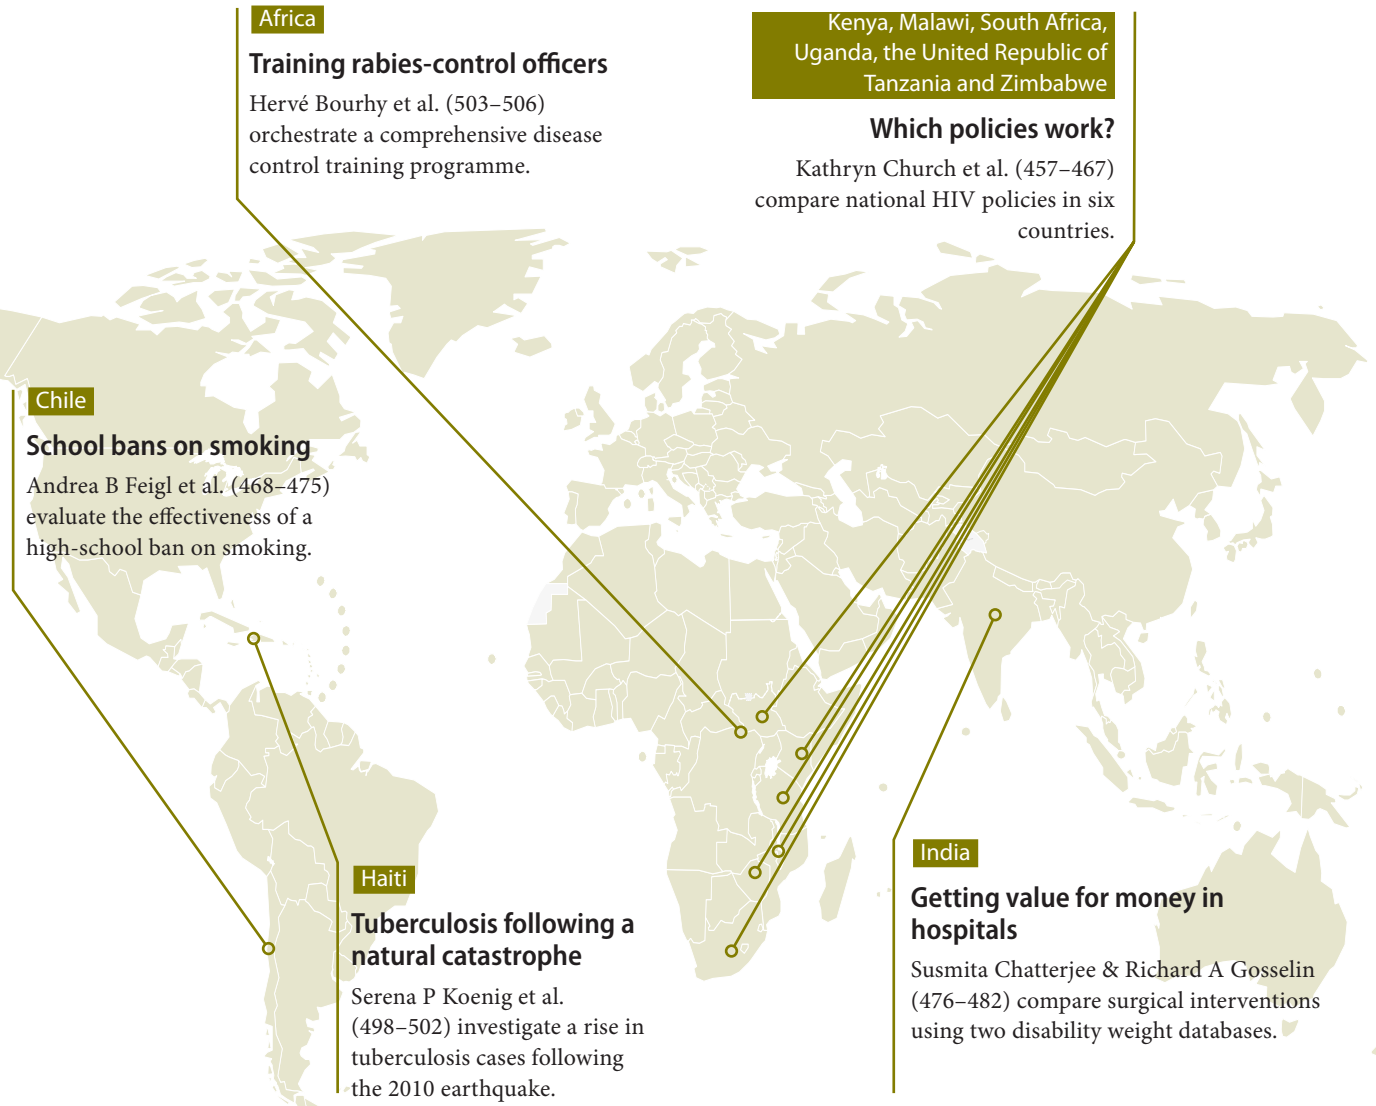 Africa
Training rabies-control officers
Hervé Bourhy et al. (503–506)
orchestrate a comprehensive disease
control training programme.
Kenya, Malawi, South Africa,
Uganda, the United Republic of
Tanzania and Zimbabwe
Which policies work?
Kathryn Church et al. (457–467)
compare national HIV policies in six
countries.
Chile
School bans on smoking
Andrea B Feigl et al. (468–475)
evaluate the effectiveness of a
high-school ban on smoking.
Haiti
Tuberculosis following a
natural catastrophe
Serena P Koenig et al.
(498–502) investigate a rise in
tuberculosis cases following
the 2010 earthquake.
India
Getting value for money in
hospitals
Susmita Chatterjee & Richard A Gosselin
(476–482) compare surgical interventions
using two disability weight databases.